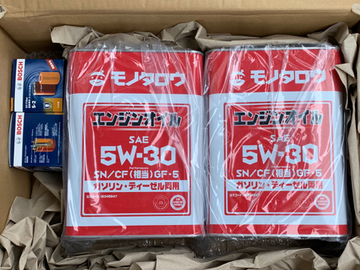 BOSCH
BOSCH
モノタロウ
エンジンオイル
SAE
5W-30
SN/CF(相当)GF-5
ガソリン・ディーゼル両用
モノタロウ
エンジンオイル
SAE
5W-30
SN/CF(相当)GF-5
ガソリン・ディーゼル両用